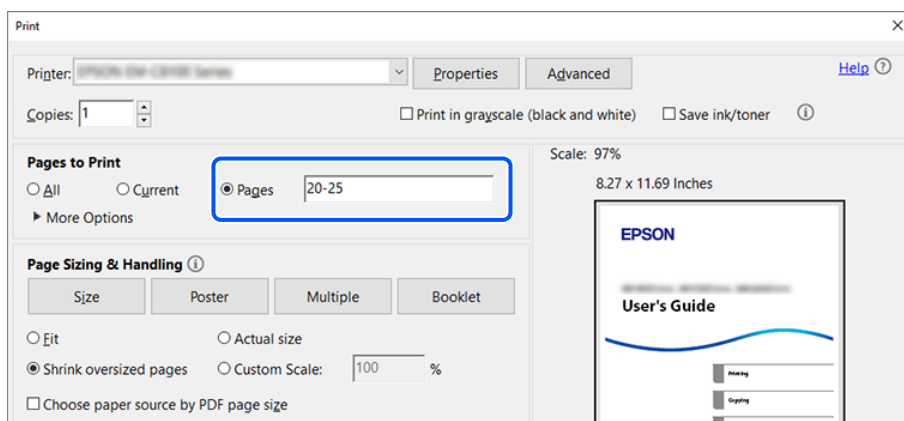 Print
Printer:
Properties
Advanced
Help
Copies: 1
Print in grayscale (black and white)
Save ink/toner
Pages to Print
All
Current
Pages
20-25
More Options
Scale: 97%
8.27 x 11.69 Inches
EPSON
User's Guide
Printing
Copying
Page Sizing & Handling
Size
Poster
Multiple
Booklet
Fit
Actual size
Shrink oversized pages
Custom Scale: 100 %
Choose paper source by PDF page size